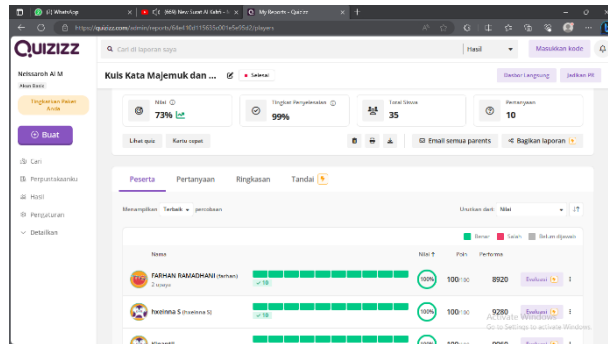 (2) WhatsApp
My Reports - Quizizz
https://quizizz.com/admin/reports/
QUIZIZZ
Cari di laporan saya
Hasil
Masukkan kode
Neissaroh Al M
Akun Basic
Tingkatkan Paket Anda
Buat
Cari
Perpustakaanku
Hasil
Pengaturan
Detailkan
Kuis Kata Majemuk dan ...
Selesai
Dasbor Langsung
Jadikan PR
Nilai
73%
Tingkat Penyelesaian
99%
Total Siswa
35
Pertanyaan
10
Lihat quiz
Kartu cepat
Email semua parents
Bagikan laporan
Peserta
Pertanyaan
Ringkasan
Tandai
Menampilkan Terbaik percobaan
Urutkan dari: Nilai
Benar
Salah
Belum dijawab
Nama
Nilai
Poin
Performa
FARHAN RAMADHANI (farhan)
2 upaya
10
100%
100/100
8920
Evaluasi
hxeinna S (hxeinna S)
10
100%
100/100
9280
Evaluasi
Activate Windows
Go to Settings to activate Windows.